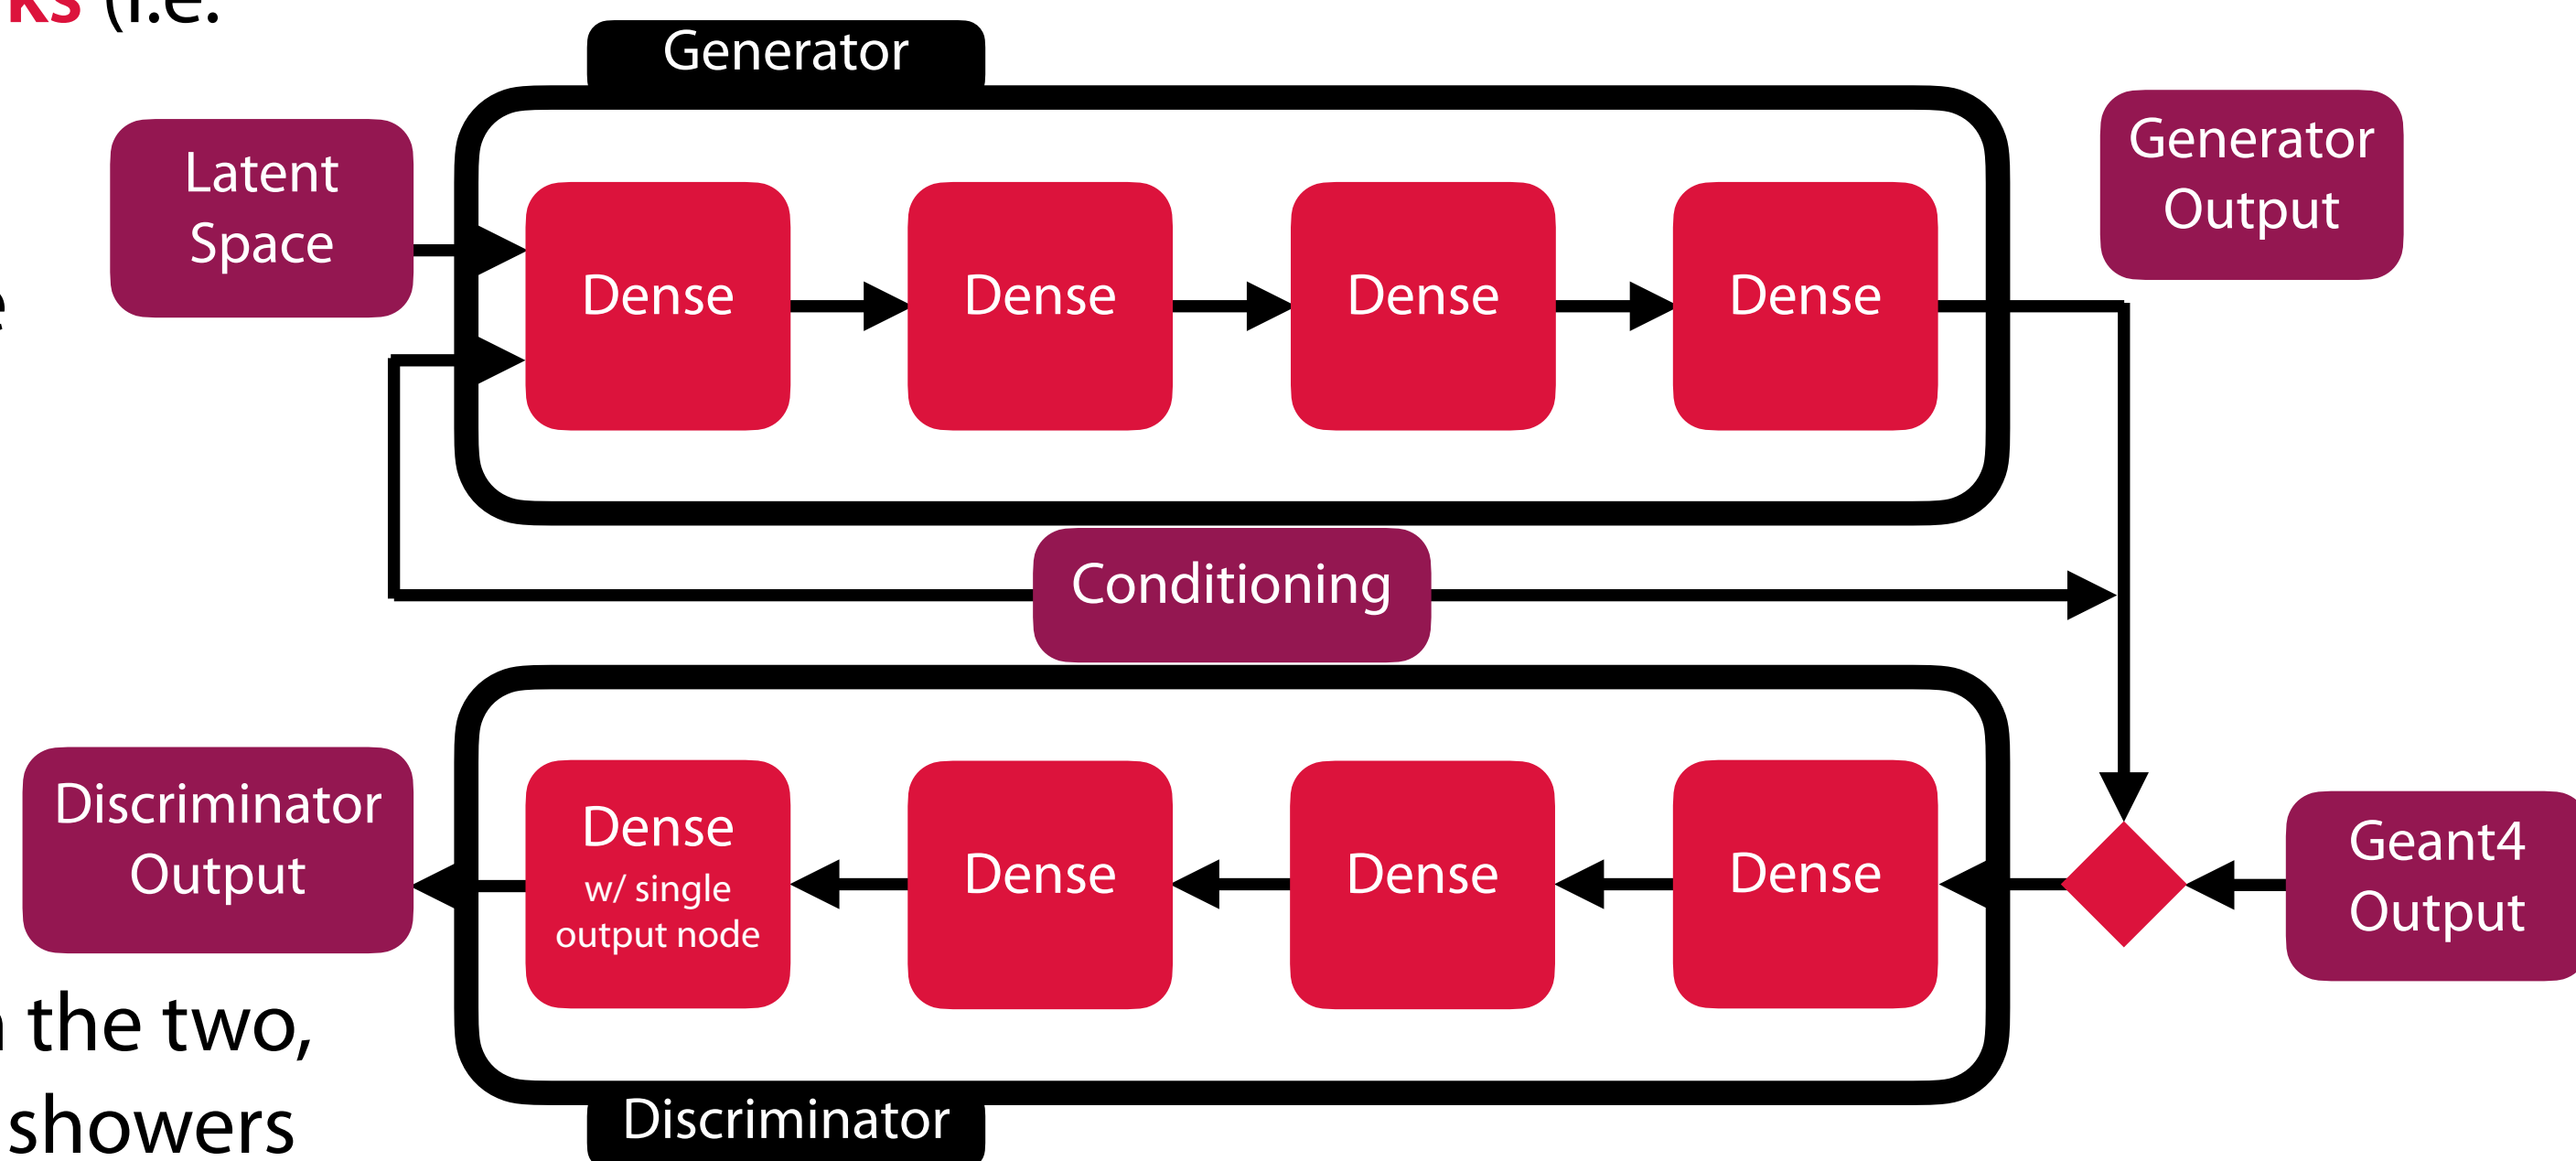 ks (i.e.
Generator
Latent
Space
Dense
Dense
Dense
Dense
Generator
Output
e
Conditioning
Discriminator
Output
Dense
w/ single
output node
Dense
Dense
Dense
Geant4
Output
the two,
showers
Discriminator